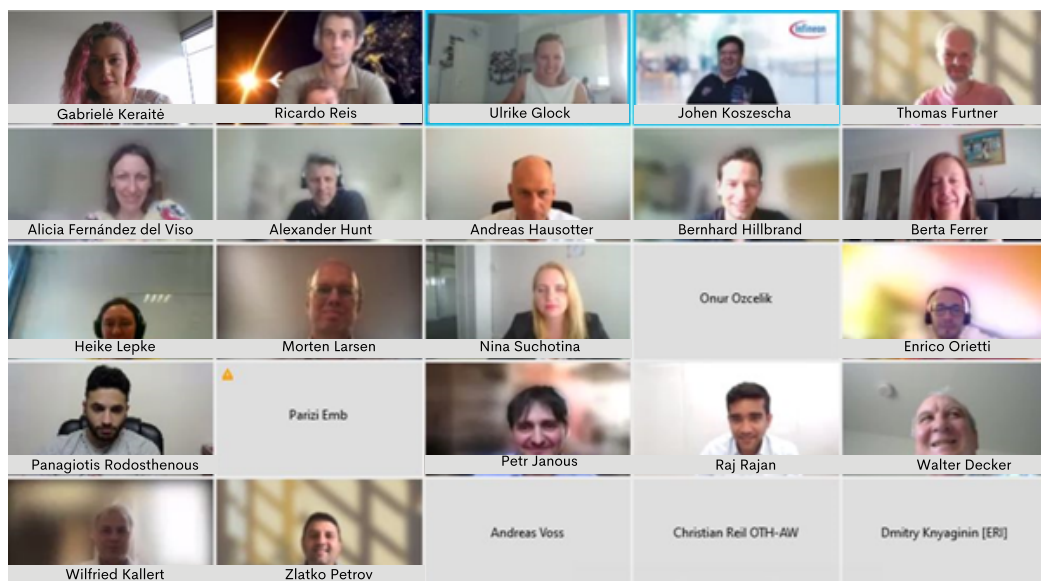 infineon
Gabrielė Keraitė
Ricardo Reis
Ulrike Glock
Johen Koszescha
Thomas Furtner
Alicia Fernández del Viso
Alexander Hunt
Andreas Hausotter
Bernhard Hillbrand
Berta Ferrer
Heike Lepke
Morten Larsen
Nina Suchotina
Onur Ozcelik
Enrico Orietti
Panagiotis Rodosthenous
Parizi Emb
Petr Janous
Raj Rajan
Walter Decker
Wilfried Kallert
Zlatko Petrov
Andreas Voss
Christian Reil OTH-AW
Dmitry Knyaginin [ERI]